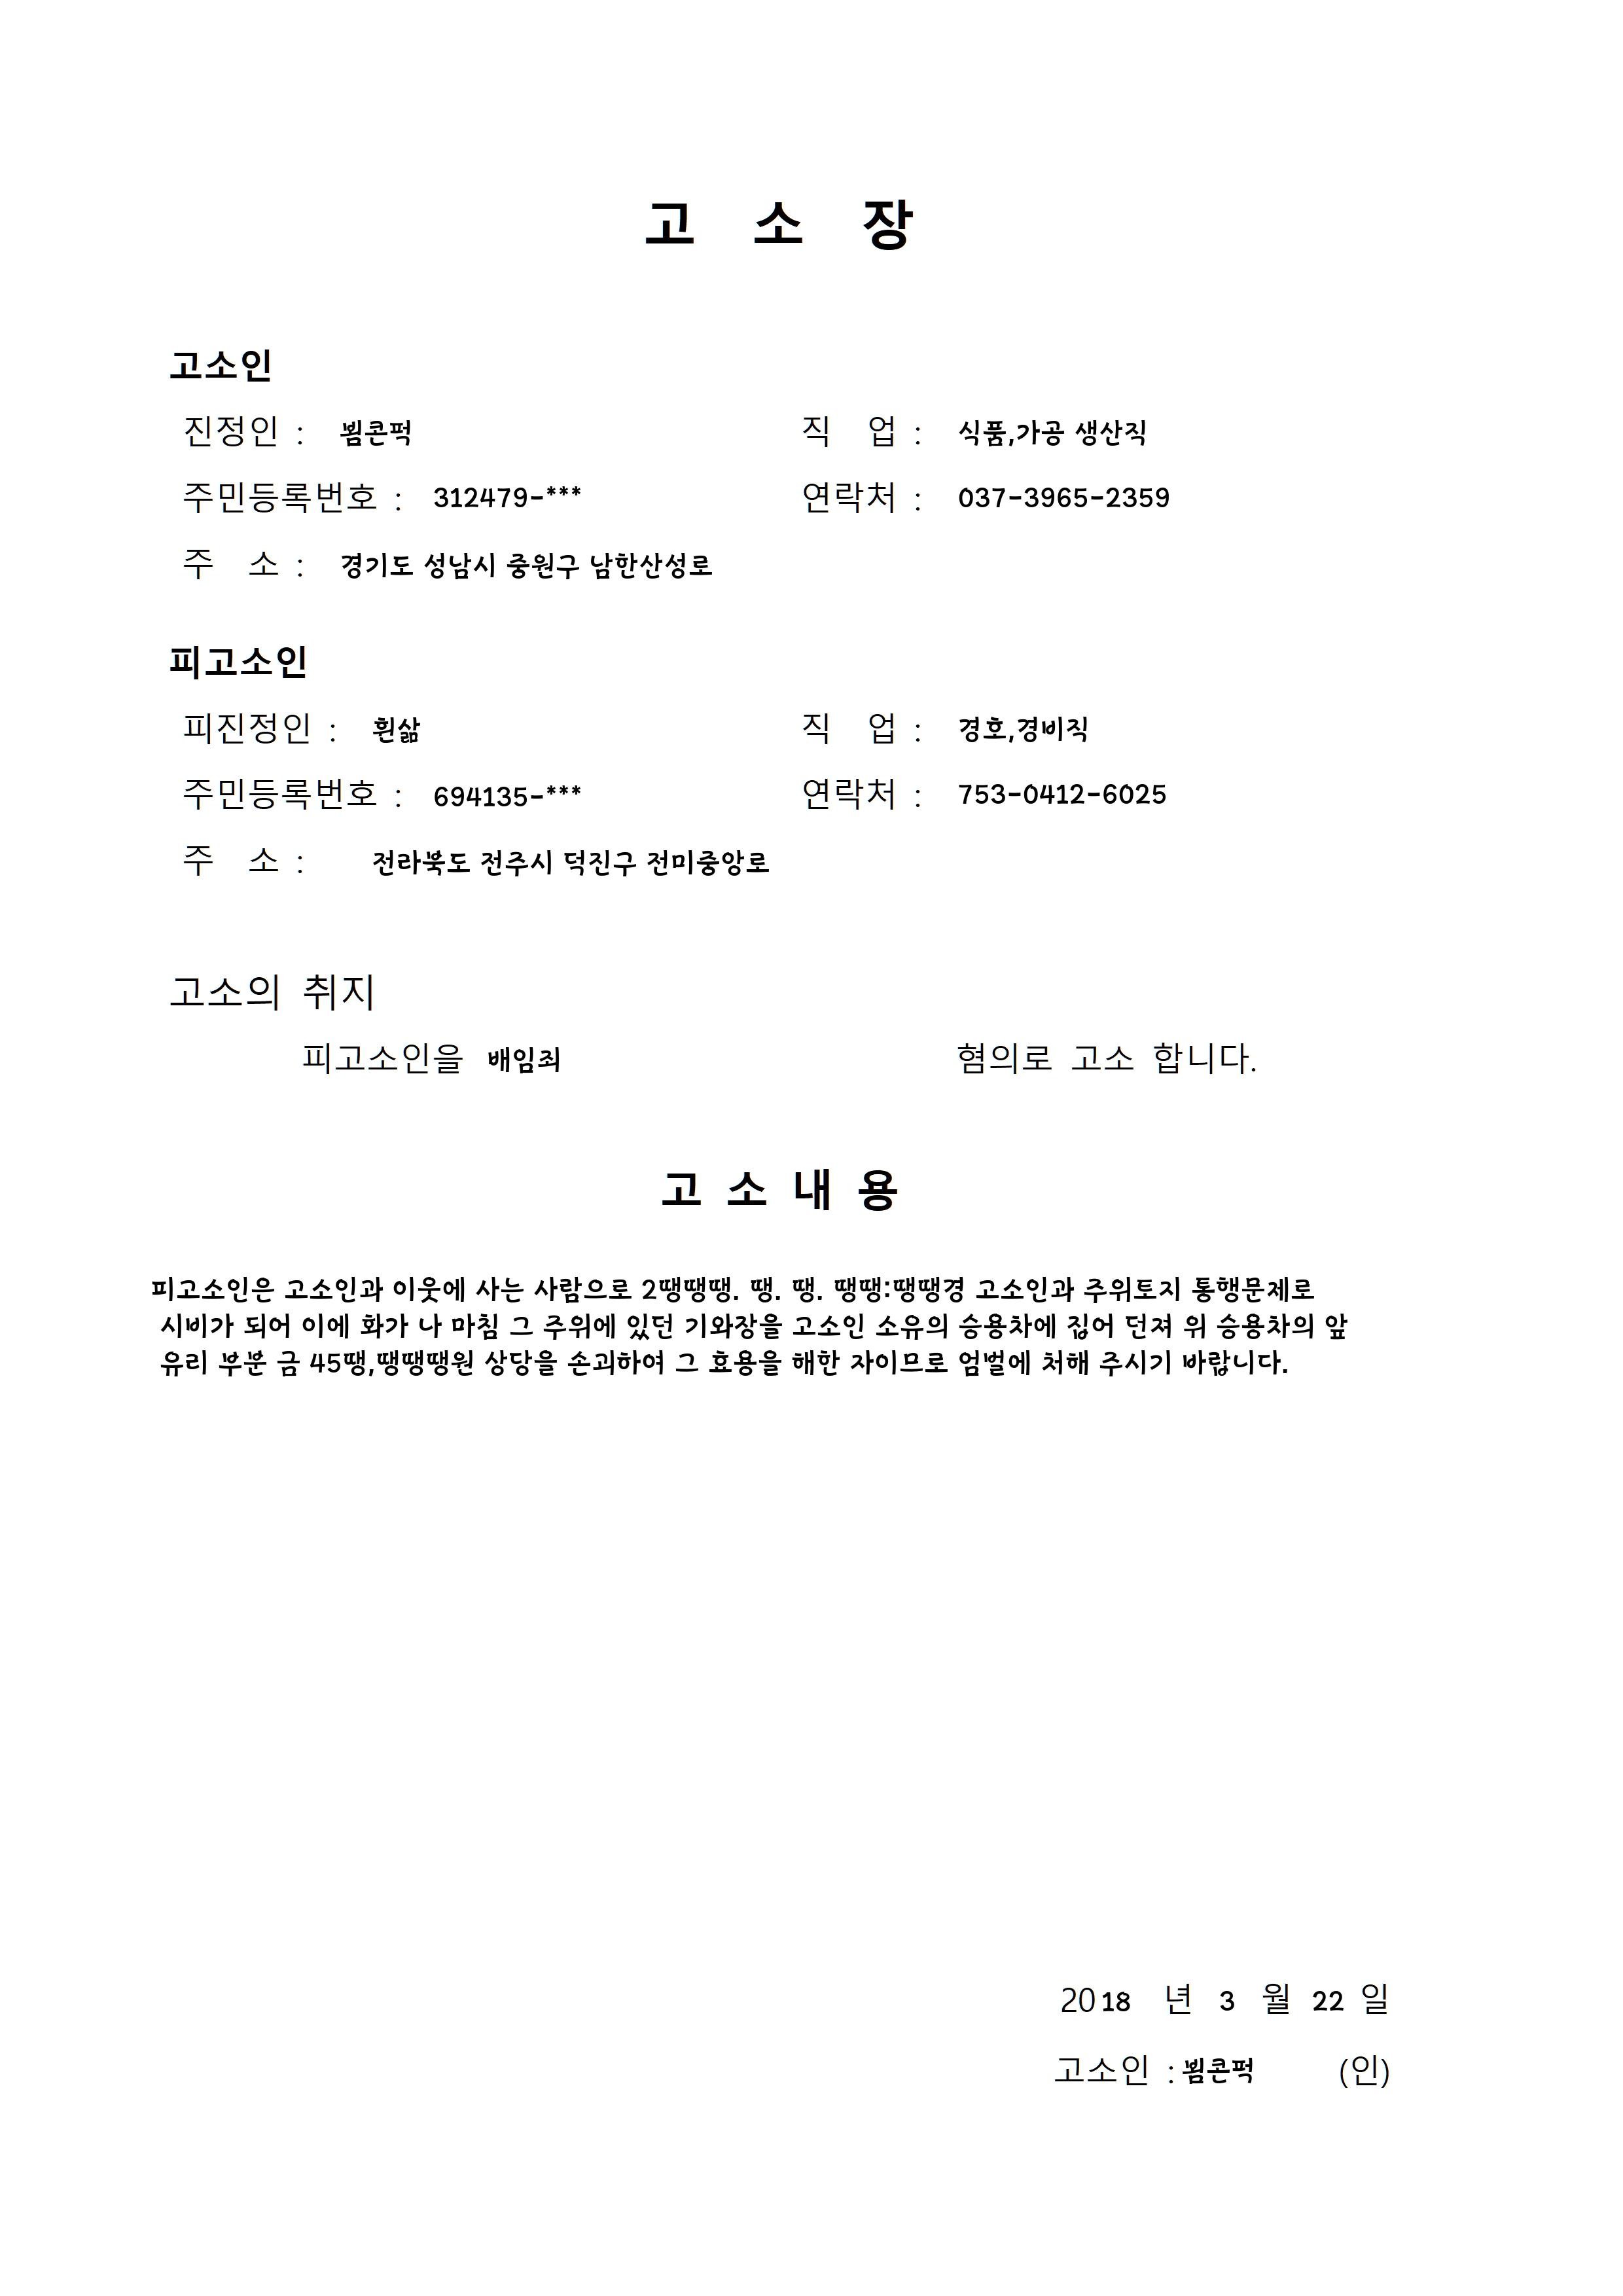 고 소 장
고소인
진정인 : 뵘콘퍽 직 업 : 식품,가공 생산직
주민등록번호 : 312479-*** 연락처 : 037-3965-2359
주 소 : 경기도 성남시 중원구 남한산성로
피고소인
피진정인 : 횐삶 직 업 : 경호,경비직
주민등록번호 : 694135-*** 연락처 : 753-0412-6025
주 소 : 전라북도 전주시 덕진구 전미중앙로
고소의 취지
피고소인을 배임죄 혐의로 고소 합니다.
고 소 내 용
피고소인은 고소인과 이웃에 사는 사람으로 2땡땡땡. 땡. 땡. 땡땡:땡땡경 고소인과 주위토지 통행문제로
시비가 되어 이에 화가 나 마침 그 주위에 있던 기와장을 고소인 소유의 승용차에 집어 던져 위 승용차의 앞
유리 부분 금 45땡,땡땡땡원 상당을 손괴하여 그 효용을 해한 자이므로 엄벌에 처해 주시기 바랍니다.
2018 년 3 월 22 일
고소인 : 뵘콘퍽 (인)